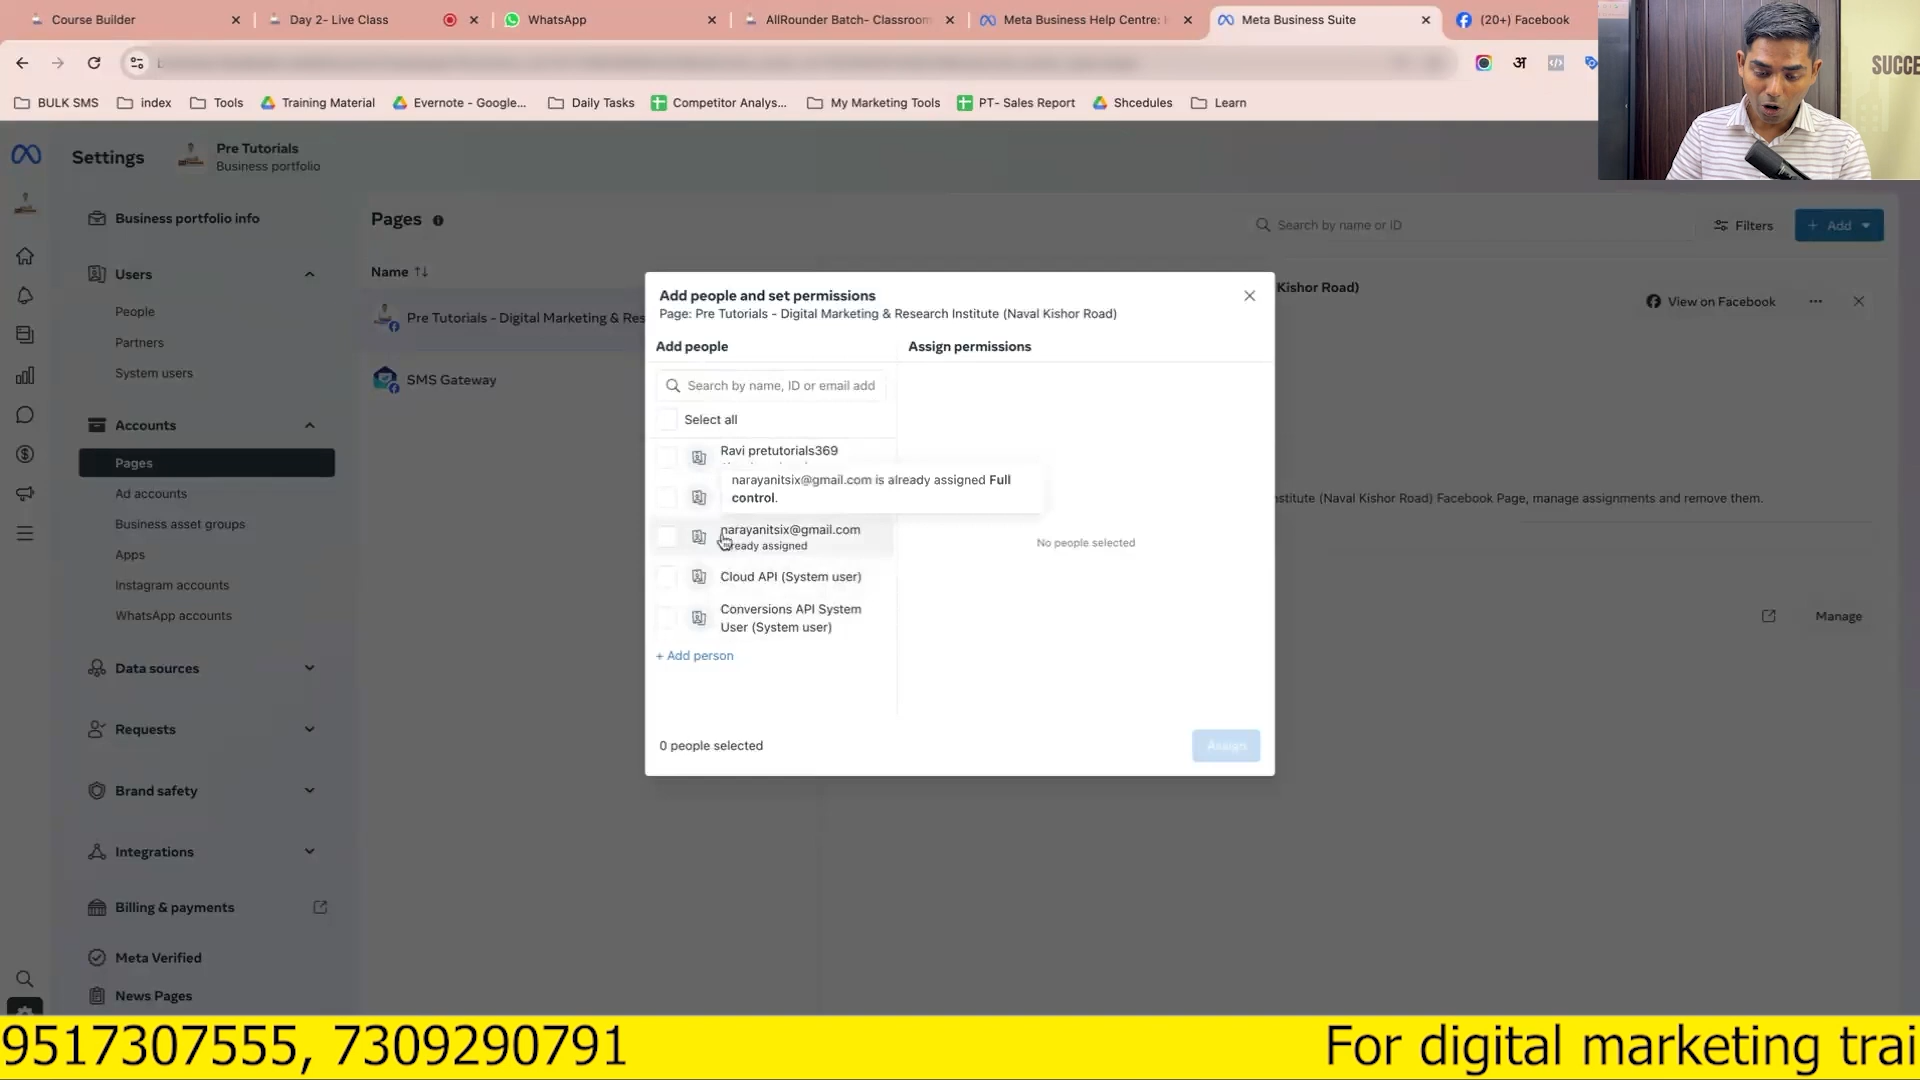 Course Builder
Day 2- Live Class
WhatsApp
AllRounder Batch- Classroom
Meta Business Help Centre:
Meta Business Suite
(20+) Facebook
SUCCE
अ
BULK SMS
index
Tools
Training Material
Evernote - Google...
Daily Tasks
Competitor Analys...
My Marketing Tools
PT- Sales Report
Shcedules
Learn
Settings
Pre Tutorials
Business portfolio
Business portfolio info
Users
People
Partners
System users
Accounts
Pages
Ad accounts
Business asset groups
Apps
Instagram accounts
WhatsApp accounts
Data sources
Requests
Brand safety
Integrations
Billing & payments
Meta Verified
News Pages
Pages
Search by name or ID
Filters
+ Add
Name
Pre Tutorials - Digital Marketing & Res
SMS Gateway
Kishor Road)
View on Facebook
stitute (Naval Kishor Road) Facebook Page, manage assignments and remove them.
Manage
Add people and set permissions
Page: Pre Tutorials - Digital Marketing & Research Institute (Naval Kishor Road)
Add people
Assign permissions
Search by name, ID or email add
Select all
Ravi pretutorials369
narayanitsix@gmail.com is already assigned Full
control.
narayanitsix@gmail.com
ready assigned
Cloud API (System user)
Conversions API System
User (System user)
+ Add person
No people selected
0 people selected
Assign
9517307555, 7309290791
For digital marketing trai